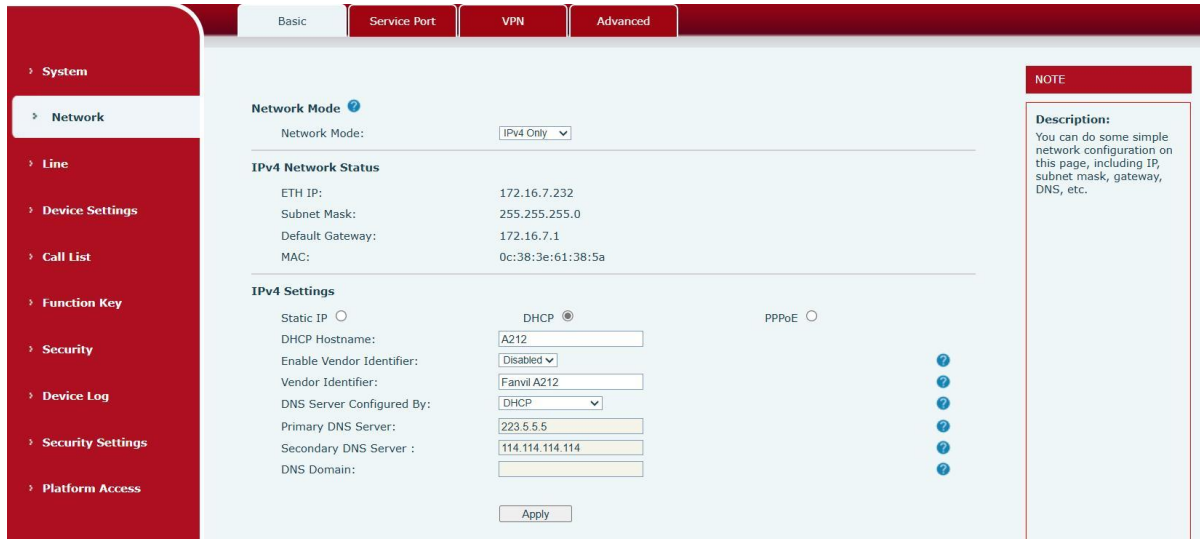 Basic Service Port VPN Advanced
System
Network
Line
Device Settings
Call List
Function Key
Security
Device Log
Security Settings
Platform Access
Network Mode
Network Mode: IPv4 Only
IPv4 Network Status
ETH IP: 172.16.7.232
Subnet Mask: 255.255.255.0
Default Gateway: 172.16.7.1
MAC: 0c:38:3e:61:38:5a
IPv4 Settings
Static IP DHCP PPPoE
DHCP Hostname: A212
Enable Vendor Identifier: Disabled
Vendor Identifier: Fanvil A212
DNS Server Configured By: DHCP
Primary DNS Server: 223.5.5.5
Secondary DNS Server : 114.114.114.114
DNS Domain:
Apply
NOTE
Description:
You can do some simple
network configuration on
this page, including IP,
subnet mask, gateway,
DNS, etc.